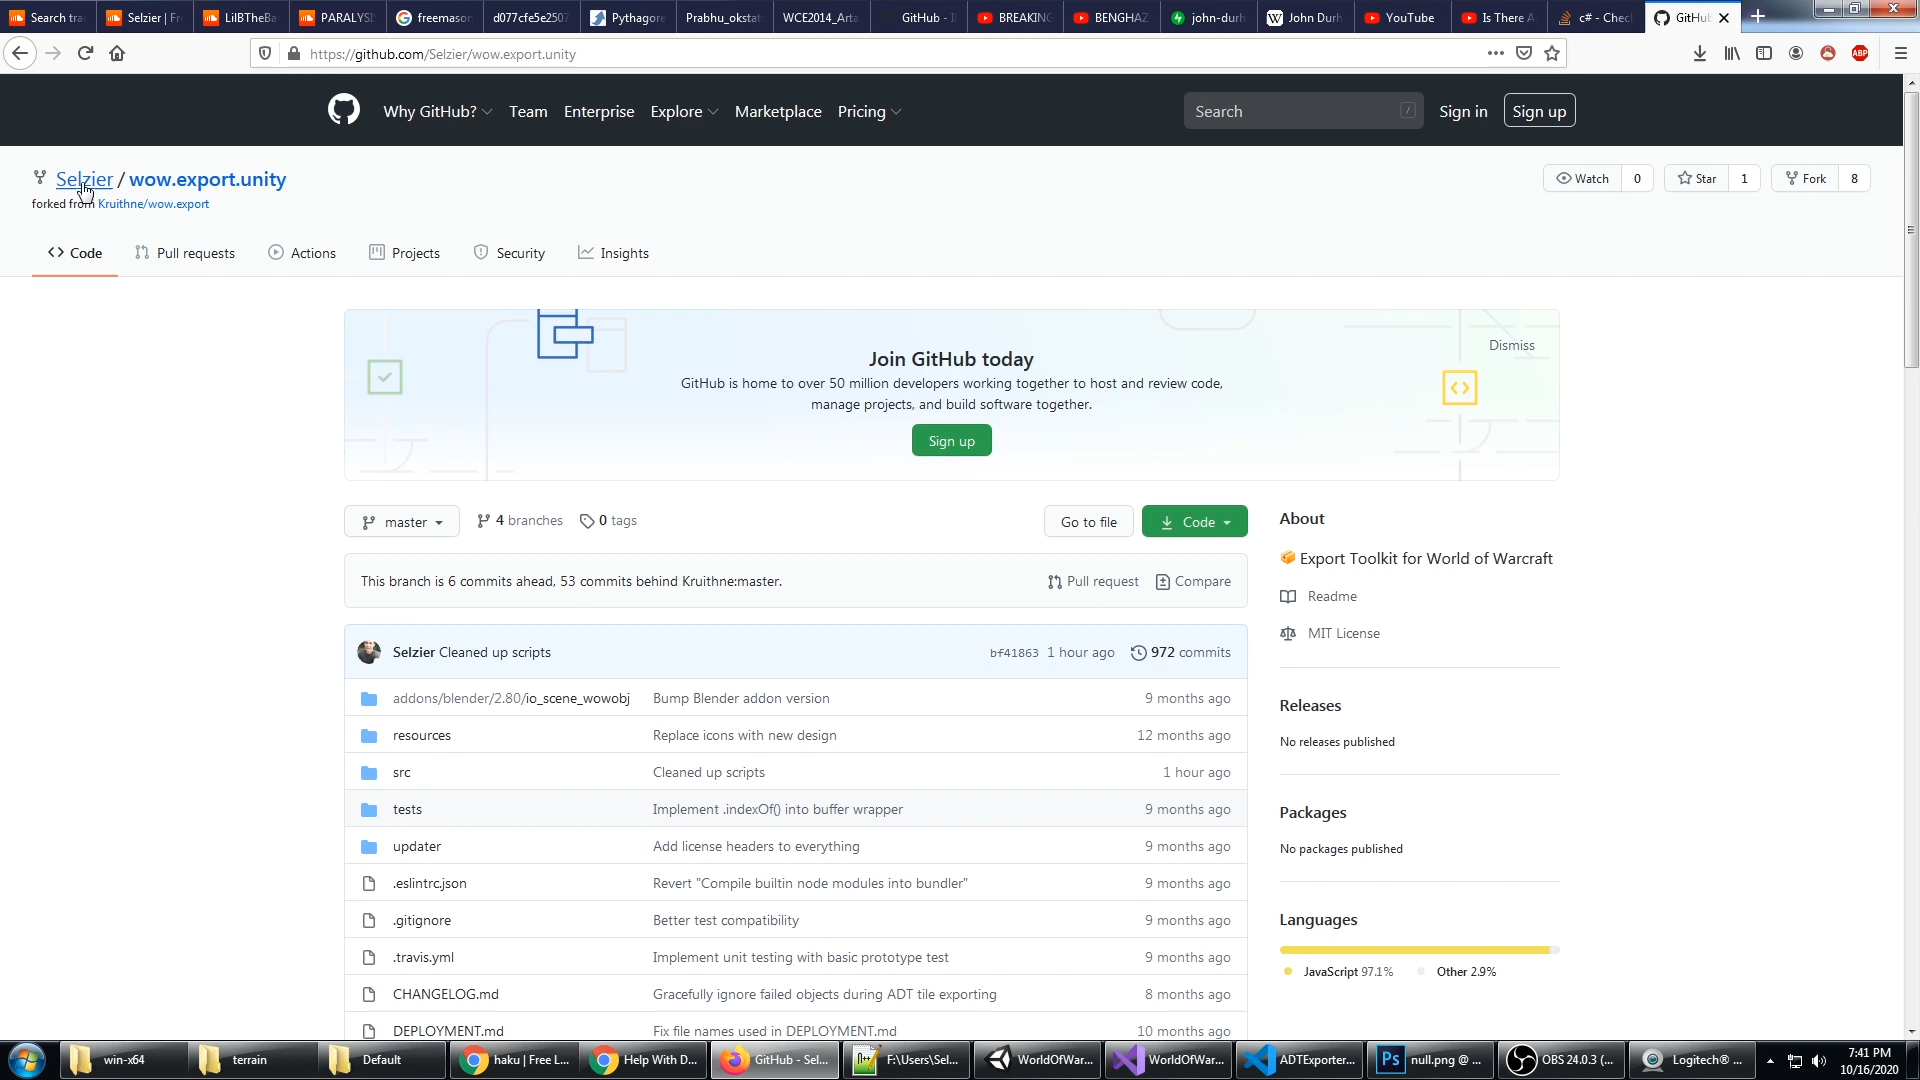 Search tra
Selzier | Fr
LilBTheBa
PARALYSI
freemason
d077cfe5e2507
Pythagore
Prabhu_okstat
WCE2014_Arta
GitHub - I
BREAKING
BENGHAZ
john-durh
John Durh
YouTube
Is There A
c# - Chec
GitHub
https://github.com/Selzier/wow.export.unity
ABP
Why GitHub?
Team
Enterprise
Explore
Marketplace
Pricing
Search
/
Sign in
Sign up
Selzier / wow.export.unity
forked from Kruithne/wow.export
Watch 0
Star 1
Fork 8
Code
Pull requests
Actions
Projects
Security
Insights
Join GitHub today
Dismiss
GitHub is home to over 50 million developers working together to host and review code,
manage projects, and build software together.
Sign up
master
4 branches
0 tags
Go to file
Code
This branch is 6 commits ahead, 53 commits behind Kruithne:master.
Pull request
Compare
Selzier Cleaned up scripts
bf41863 1 hour ago
972 commits
addons/blender/2.80/io_scene_wowobj Bump Blender addon version 9 months ago
resources Replace icons with new design 12 months ago
src Cleaned up scripts 1 hour ago
tests Implement .indexOf() into buffer wrapper 9 months ago
updater Add license headers to everything 9 months ago
.eslintrc.json Revert "Compile builtin node modules into bundler" 9 months ago
.gitignore Better test compatibility 9 months ago
.travis.yml Implement unit testing with basic prototype test 9 months ago
CHANGELOG.md Gracefully ignore failed objects during ADT tile exporting 8 months ago
DEPLOYMENT.md Fix file names used in DEPLOYMENT.md 10 months ago
About
Export Toolkit for World of Warcraft
Readme
MIT License
Releases
No releases published
Packages
No packages published
Languages
JavaScript 97.1%
Other 2.9%
win-x64
terrain
Default
haku | Free L...
Help With D...
GitHub - Sel...
F:\Users\Sel...
WorldOfWar...
WorldOfWar...
ADTExporter...
Ps
null.png @ ...
OBS 24.0.3 (...
Logitech® ...
7:41 PM
10/16/2020